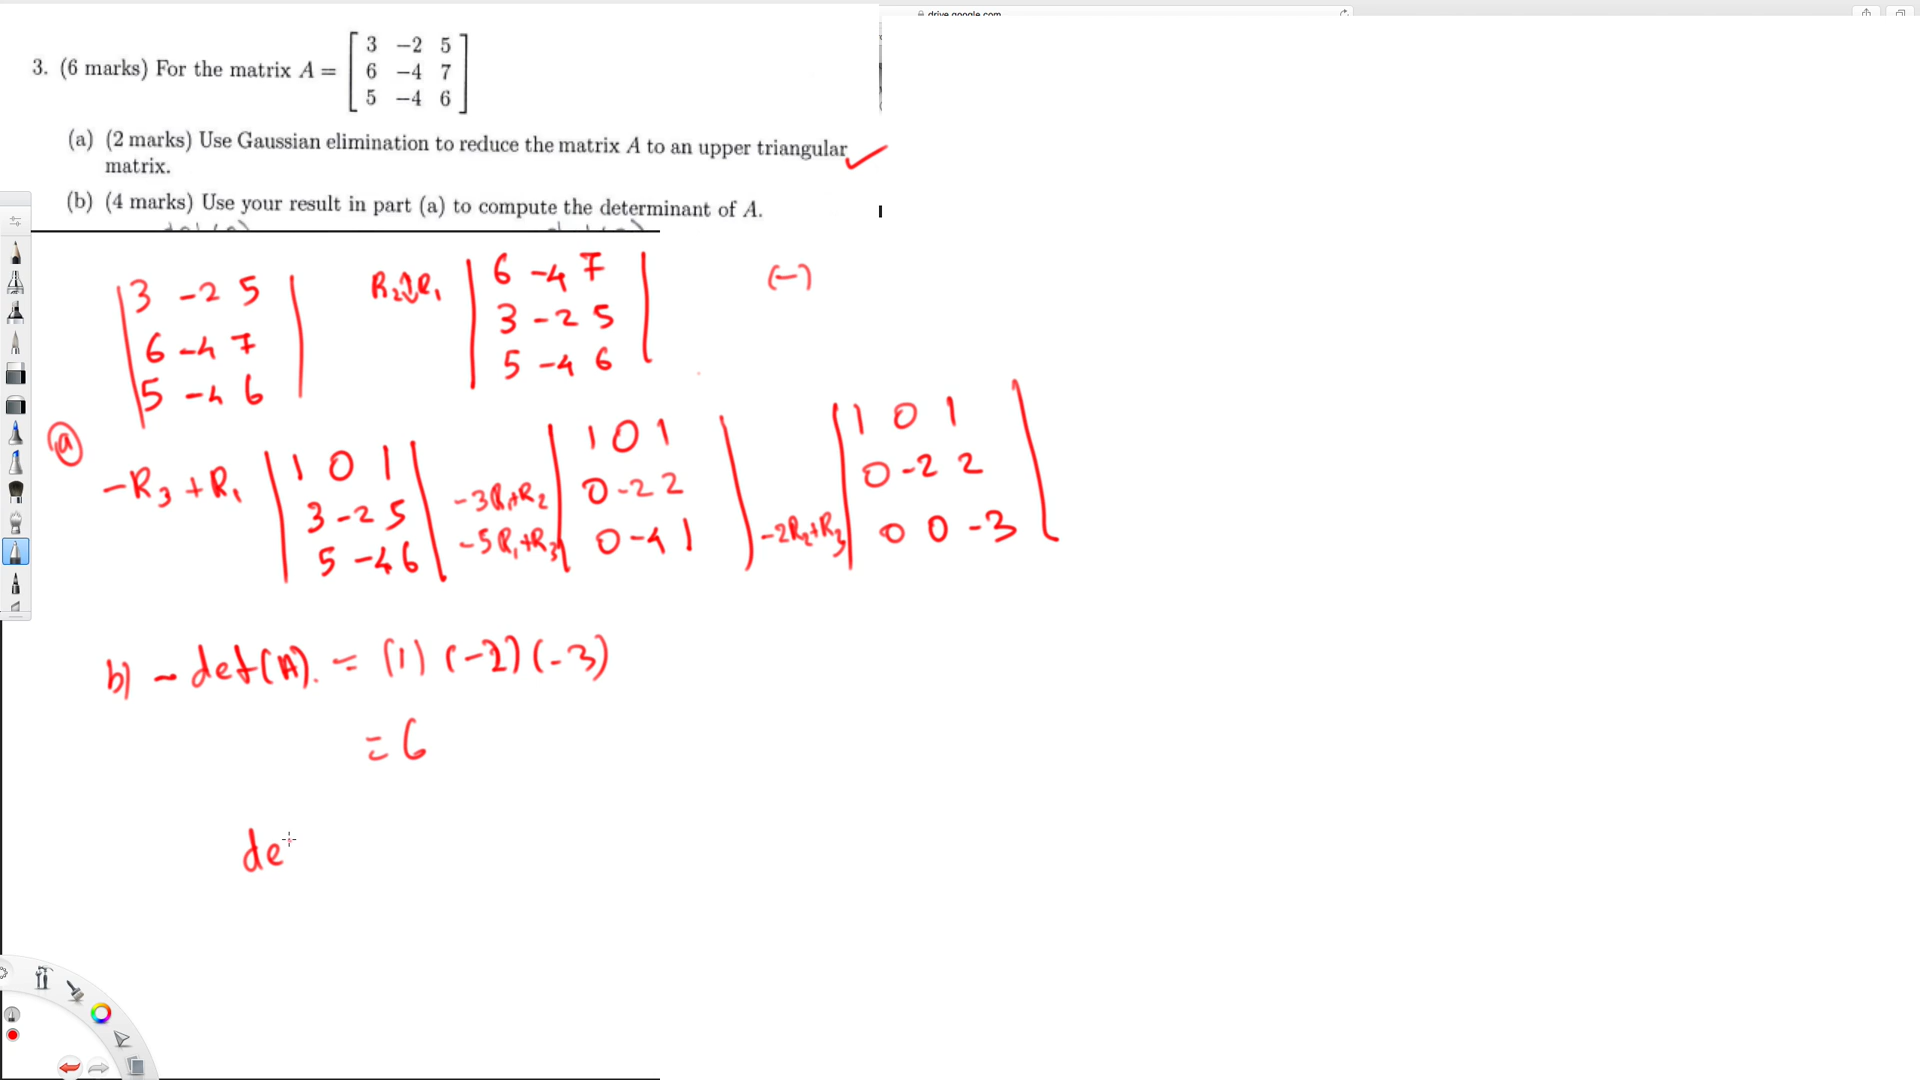 drive.google.com
3. (6 marks) For the matrix A = [ 3 −2 5
6 −4 7
5 −4 6 ]
(a) (2 marks) Use Gaussian elimination to reduce the matrix A to an upper triangular
matrix.
(b) (4 marks) Use your result in part (a) to compute the determinant of A.
| 3 -2 5 | R₂↕R₁ | 6 -4 7 | (-)
| 6 -4 7 | | 3 -2 5 |
| 5 -4 6 | | 5 -4 6 |
(a)
-R₃+R₁ | 1 0 1 | | 1 0 1 | | 1 0 1 |
| 3 -2 5 | -3R₁+R₂ | 0 -2 2 | | 0 -2 2 |
| 5 -4 6 | -5R₁+R₃ | 0 -4 1 | -2R₂+R₃ | 0 0 -3 |
b) - det(A). = (1) (-2) (-3)
= 6
de